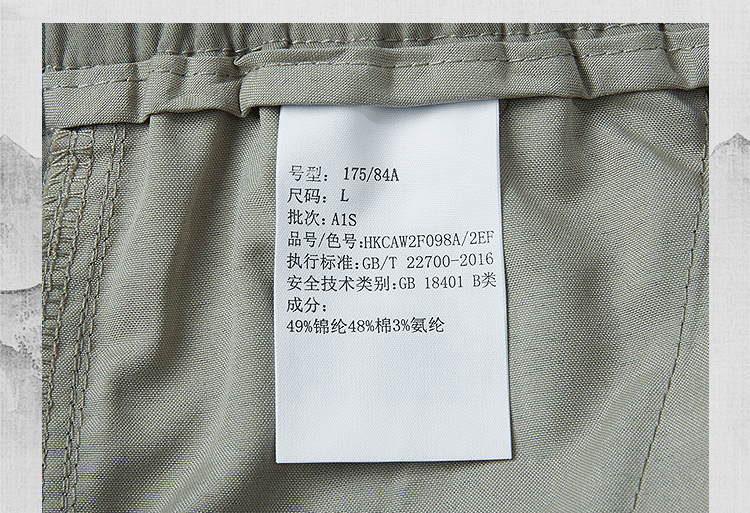 号型: 175/84A
尺码: L
批次: A1S
品号/色号:HKCAW2F098A/2EF
执行标准:GB/T 22700-2016
安全技术类别:GB 18401 B类
成分:
49%锦纶48%棉3%氨纶